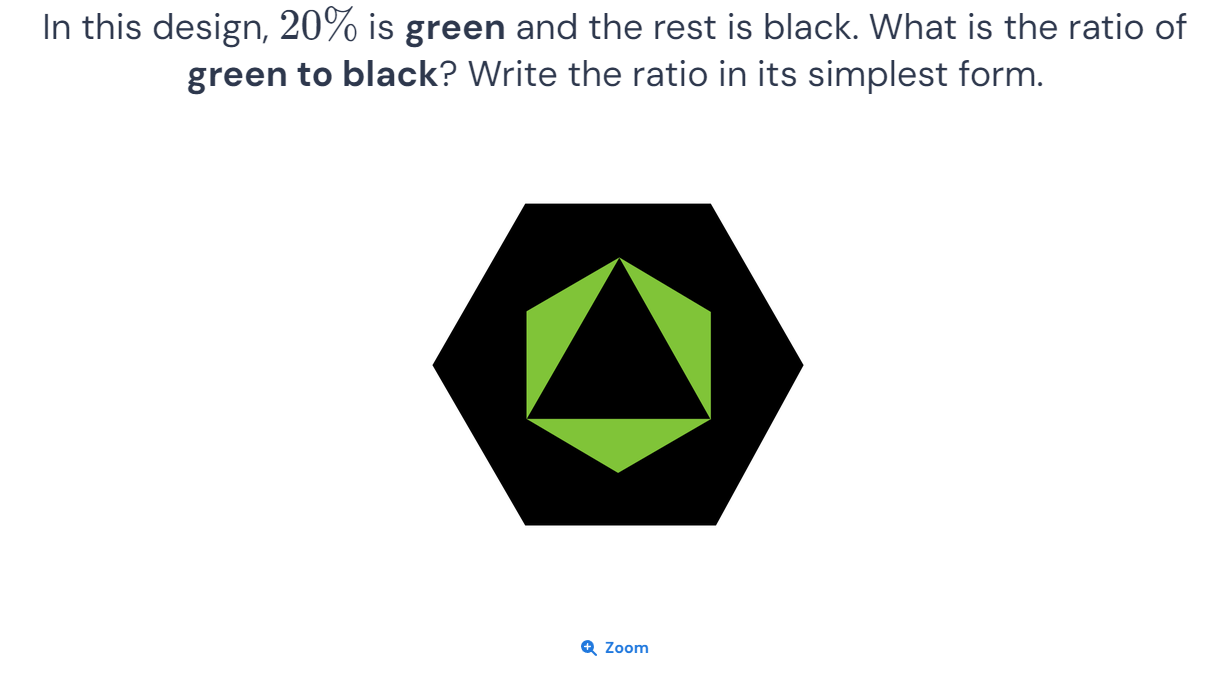 In this design, 20% is green and the rest is black. What is the ratio of
green to black? Write the ratio in its simplest form.
Zoom